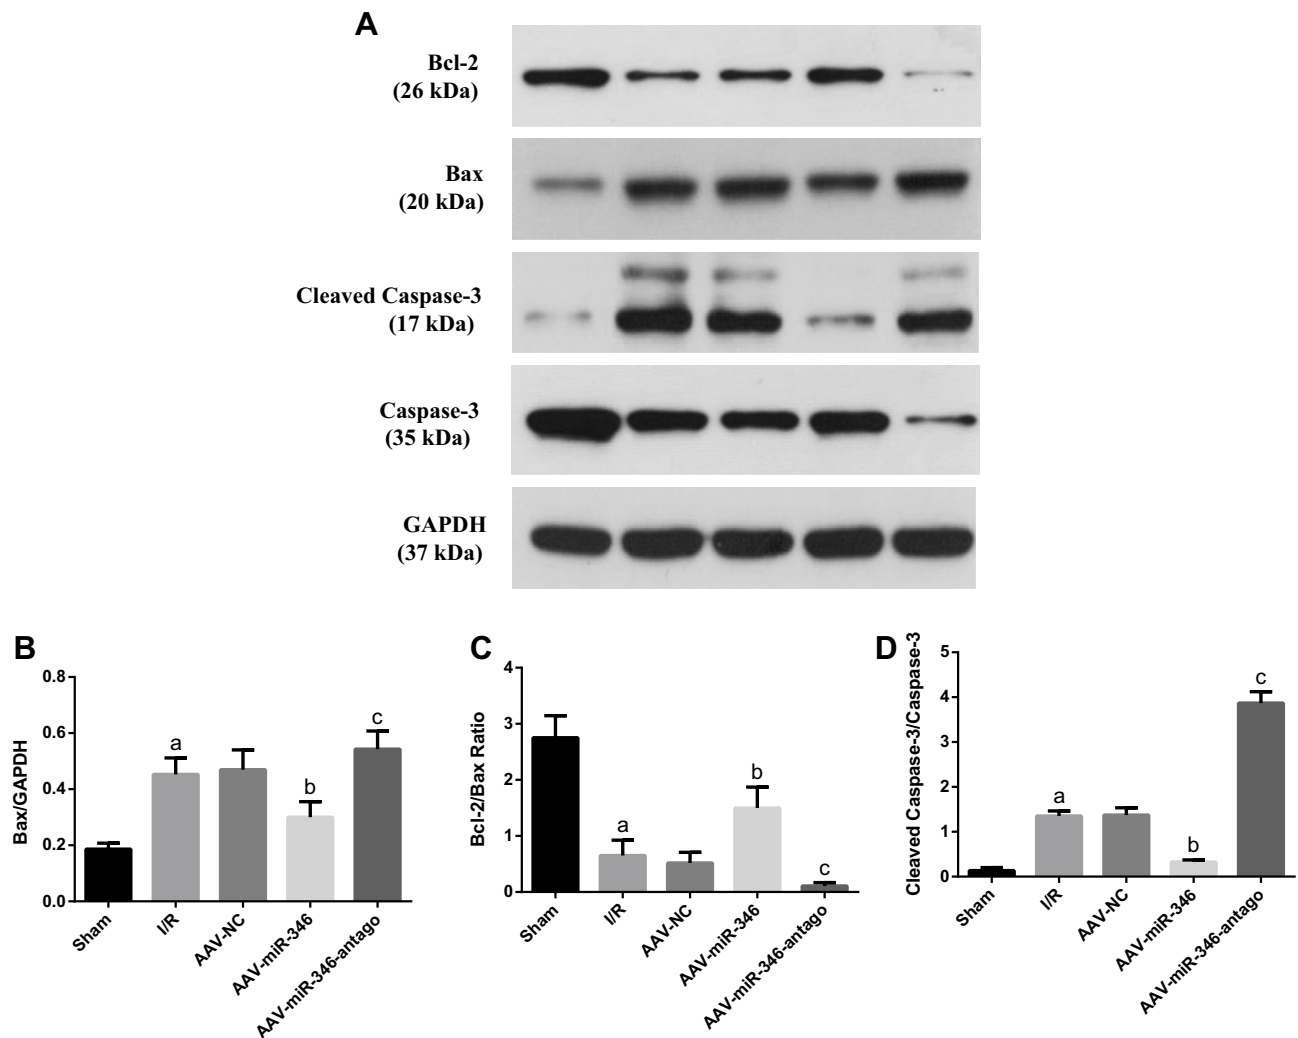 A
Bcl-2
(26 kDa)
Bax
(20 kDa)
Cleaved Caspase-3
(17 kDa)
Caspase-3
(35 kDa)
GAPDH
(37 kDa)
B
Bax/GAPDH
0.8
0.6
0.4
0.2
0.0
a
b
c
Sham
I/R
AAV-NC
AAV-miR-346
AAV-miR-346-antago
C
Bcl-2/Bax Ratio
4
3
2
1
0
a
b
c
Sham
I/R
AAV-NC
AAV-miR-346
AAV-miR-346-antago
D
Cleaved Caspase-3/Caspase-3
5
4
3
2
1
0
a
b
c
Sham
I/R
AAV-NC
AAV-miR-346
AAV-miR-346-antago